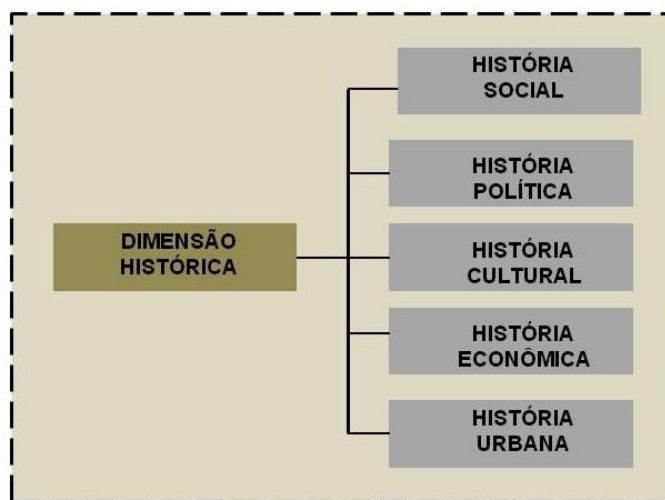 HISTÓRIA
SOCIAL
HISTÓRIA
POLÍTICA
DIMENSÃO
HISTÓRICA
HISTÓRIA
CULTURAL
HISTÓRIA
ECONÔMICA
HISTÓRIA
URBANA